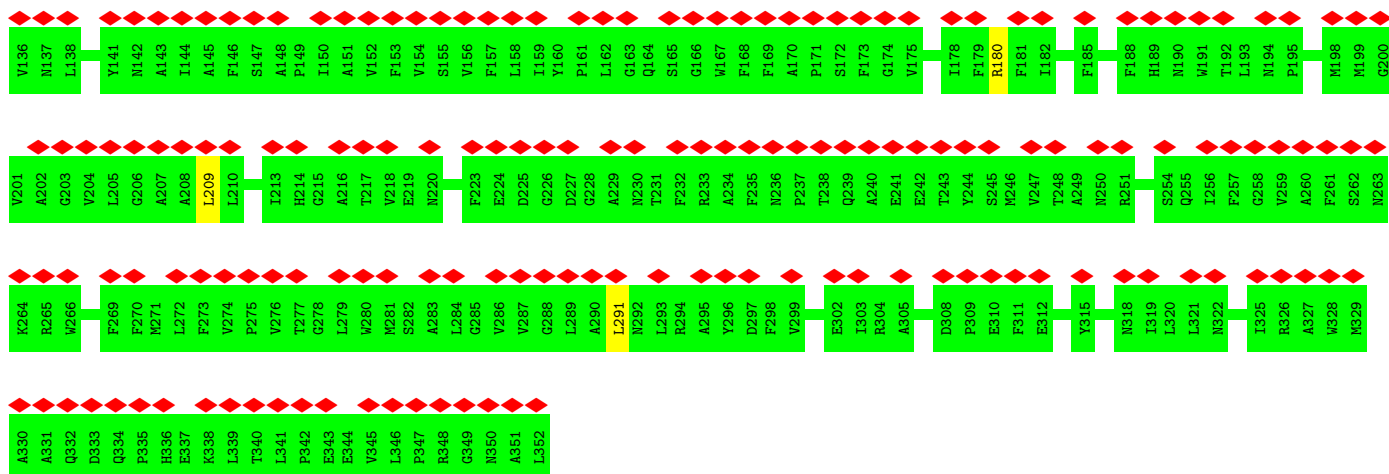 V136 N137 L138 Y141 N142 A143 I144 A145 F146 S147 A148 P149 I150 A151 V152 F153 V154 S155 V156 F157 L158 I159 Y160 P161 L162 G163 Q164 S165 G166 W167 F168 F169 A170 P171 S172 F173 G174 V175 I178 F179 R180 F181 I182 F185 F188 H189 N190 W191 T192 L193 N194 P195 M198 M199 G200
V201 A202 G203 V204 L205 G206 A207 A208 L209 L210 I213 H214 G215 A216 T217 V218 E219 N220 F223 E224 D225 G226 D227 G228 A229 N230 T231 F232 R233 A234 F235 N236 P237 T238 Q239 A240 E241 E242 T243 Y244 S245 M246 V247 T248 A249 N250 R251 S254 Q255 I256 F257 G258 V259 A260 F261 S262 N263
K264 R265 W266 F269 F270 M271 L272 F273 V274 P275 V276 T277 G278 L279 W280 M281 S282 A283 L284 G285 V286 V287 G288 L289 A290 L291 N292 L293 R294 A295 Y296 D297 F298 V299 E302 I303 R304 A305 D308 P309 E310 F311 E312 Y315 N318 I319 L320 L321 N322 I325 R326 A327 W328 M329
A330 A331 Q332 D333 Q334 P335 H336 E337 K338 L339 T340 L341 P342 E343 E344 V345 L346 P347 R348 G349 N350 A351 L352